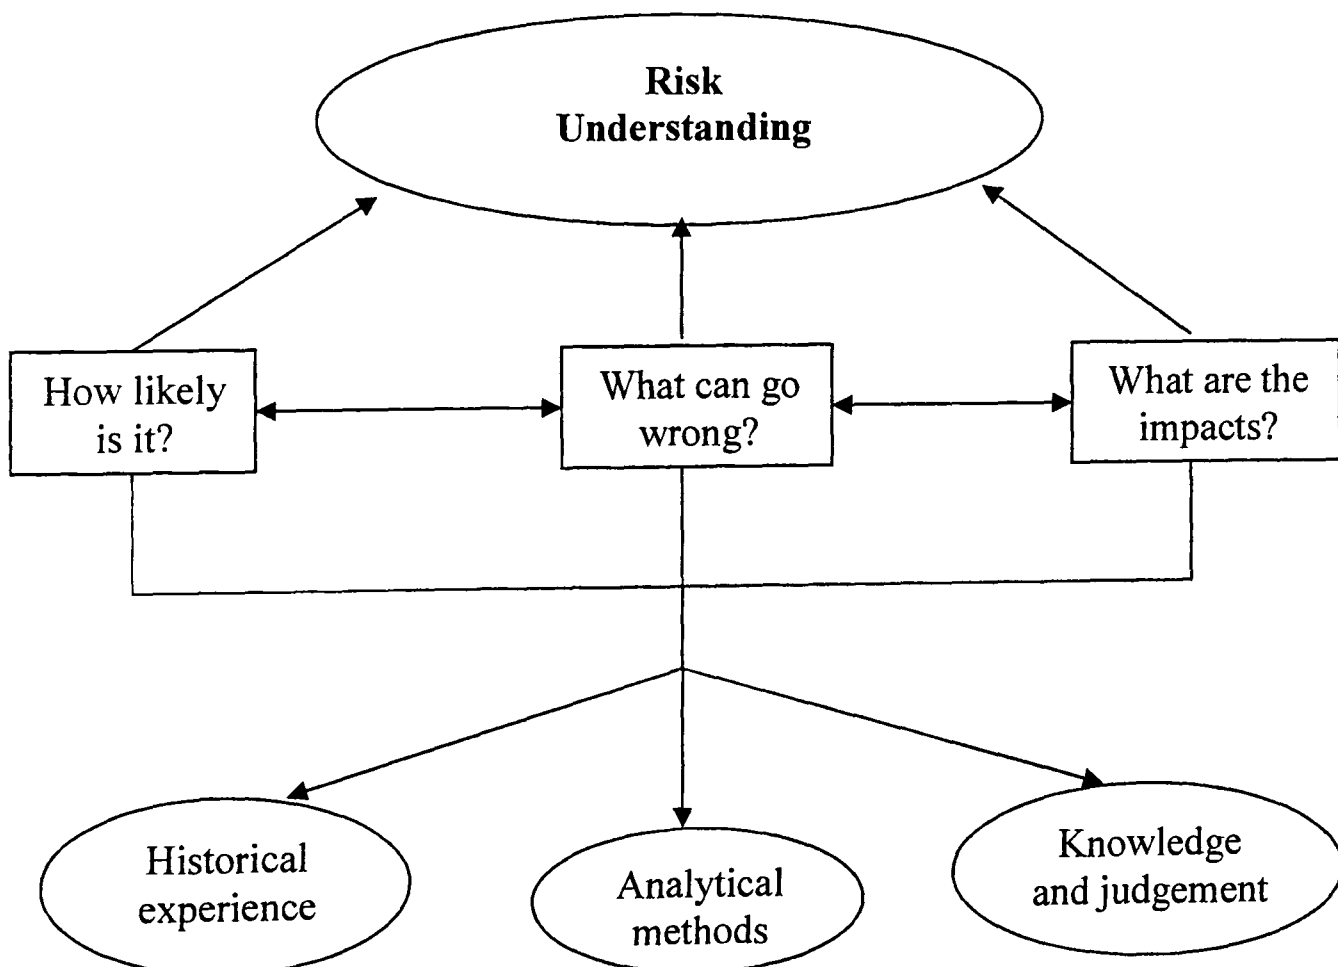 Risk
Understanding
How likely
is it?
What can go
wrong?
What are the
impacts?
Historical
experience
Analytical
methods
Knowledge
and judgement